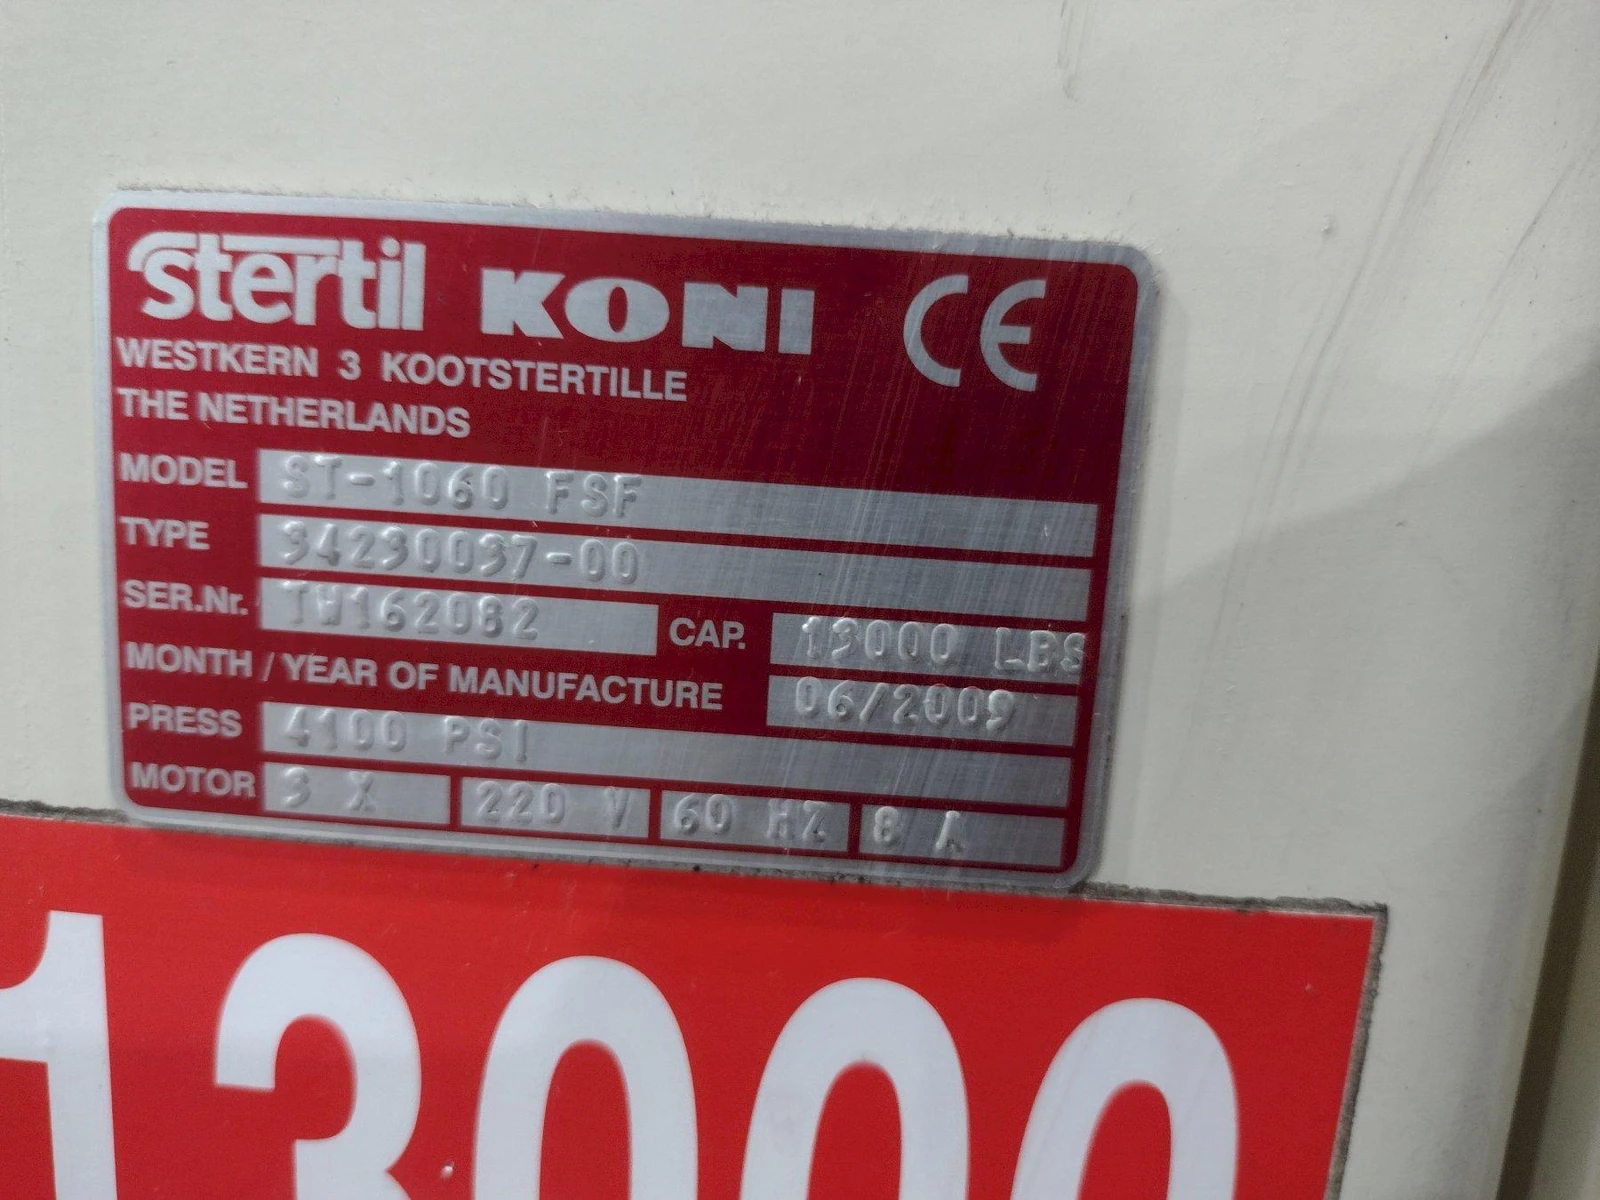 stertil KONI CE
WESTKERN 3 KOOTSTERTILLE
THE NETHERLANDS
MODEL ST-1060 FSF
TYPE 34230037-00
SER.Nr. TW162082 CAP. 13000 LBS
MONTH / YEAR OF MANUFACTURE 06/2009
PRESS 4100 PSI
MOTOR 3 X 220 V 60 HZ 8 A
13000